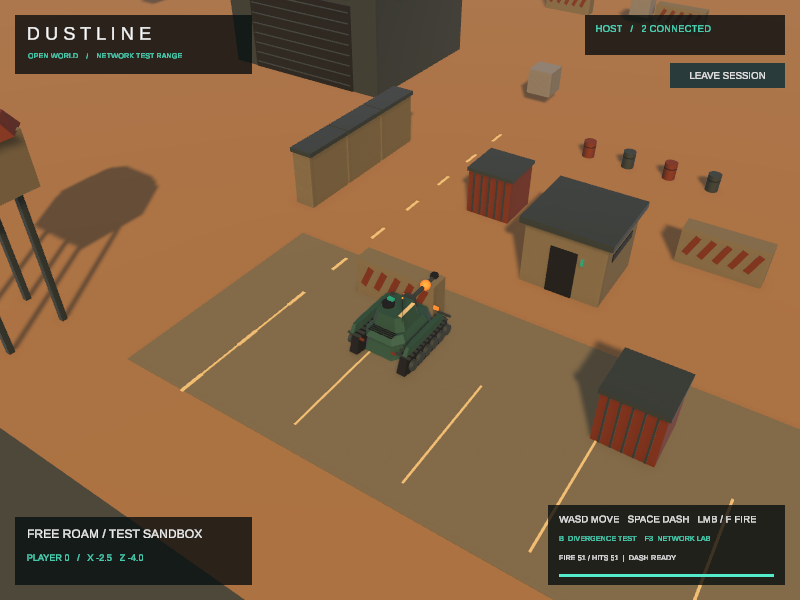 DUSTLINE
OPEN WORLD / NETWORK TEST RANGE
HOST / 2 CONNECTED
LEAVE SESSION
FREE ROAM / TEST SANDBOX
PLAYER 0 / X -2.5 Z -4.0
WASD MOVE SPACE DASH LMB / F FIRE
B DIVERGENCE TEST F3 NETWORK LAB
FIRE 51 / HITS 51 | DASH READY